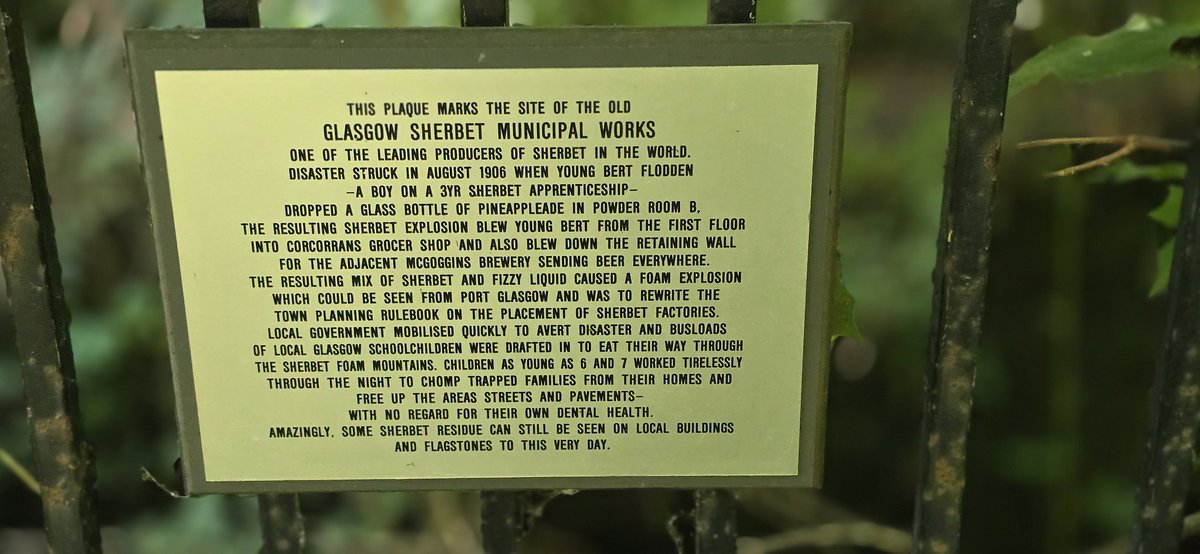 THIS PLAQUE MARKS THE SITE OF THE OLD
GLASGOW SHERBET MUNICIPAL WORKS
ONE OF THE LEADING PRODUCERS OF SHERBET IN THE WORLD.
DISASTER STRUCK IN AUGUST 1906 WHEN YOUNG BERT FLODDEN
–A BOY ON A 3YR SHERBET APPRENTICESHIP–
DROPPED A GLASS BOTTLE OF PINEAPPLEADE IN POWDER ROOM B,
THE RESULTING SHERBET EXPLOSION BLEW YOUNG BERT FROM THE FIRST FLOOR
INTO CORCORRANS GROCER SHOP AND ALSO BLEW DOWN THE RETAINING WALL
FOR THE ADJACENT MCGOGGINS BREWERY SENDING BEER EVERYWHERE.
THE RESULTING MIX OF SHERBET AND FIZZY LIQUID CAUSED A FOAM EXPLOSION
WHICH COULD BE SEEN FROM PORT GLASGOW AND WAS TO REWRITE THE
TOWN PLANNING RULEBOOK ON THE PLACEMENT OF SHERBET FACTORIES.
LOCAL GOVERNMENT MOBILISED QUICKLY TO AVERT DISASTER AND BUSLOADS
OF LOCAL GLASGOW SCHOOLCHILDREN WERE DRAFTED IN TO EAT THEIR WAY THROUGH
THE SHERBET FOAM MOUNTAINS. CHILDREN AS YOUNG AS 6 AND 7 WORKED TIRELESSLY
THROUGH THE NIGHT TO CHOMP TRAPPED FAMILIES FROM THEIR HOMES AND
FREE UP THE AREAS STREETS AND PAVEMENTS–
WITH NO REGARD FOR THEIR OWN DENTAL HEALTH.
AMAZINGLY, SOME SHERBET RESIDUE CAN STILL BE SEEN ON LOCAL BUILDINGS
AND FLAGSTONES TO THIS VERY DAY.